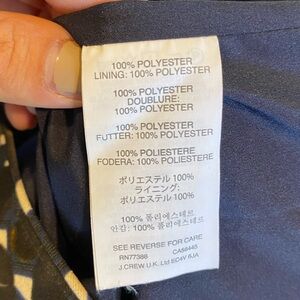 100% POLYESTER
LINING: 100% POLYESTER
100% POLYESTER
DOUBLURE:
100% POLYESTER
100% POLYESTER
FUTTER: 100% POLYESTER
100% POLIESTERE
FODERA: 100% POLIESTERE
ポリエステル 100%
ライニング:
ポリエステル 100%
100% 폴리에스테르
안감: 100% 폴리에스테르
SEE REVERSE FOR CARE
RN77388 CA58445
J.CREW U.K. Ltd EC4V 6JA